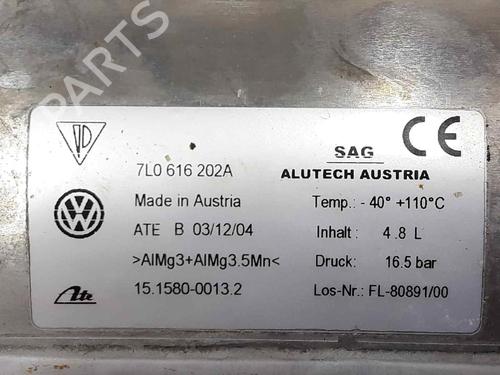 B PARTS
SAG
CE
7L0 616 202A
ALUTECH AUSTRIA
Made in Austria
Temp.: - 40° +110°C
ATE B 03/12/04
Inhalt : 4.8 L
>AlMg3+AlMg3.5Mn<
Druck: 16.5 bar
Ate
15.1580-0013.2
Los-Nr.: FL-80891/00